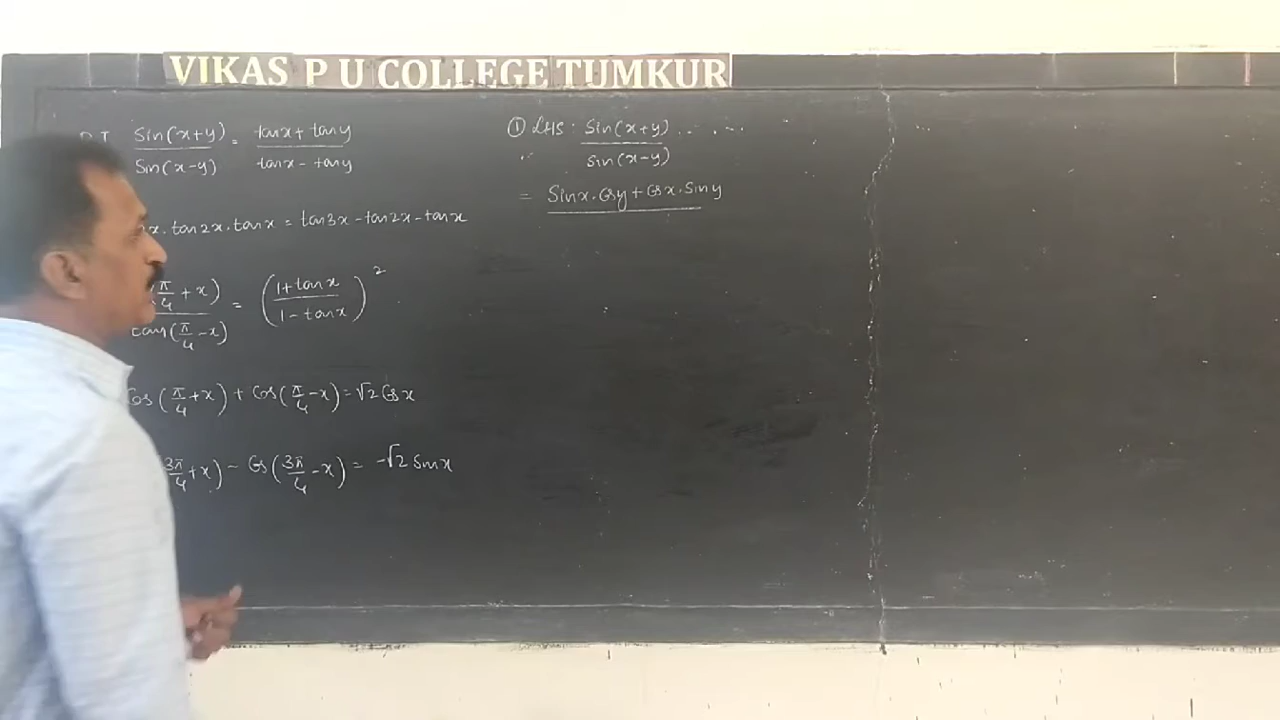 VIKAS P U COLLEGE TUMKUR
P.T Sin(x+y)/Sin(x-y) = tanx + tany/tanx - tany
x. tan2x. tanx = tan3x - tan2x - tanx
(π/4 + x)/tan(π/4 - x) = (1+tanx/1-tanx)²
Cos(π/4 + x) + Cos(π/4 - x) = √2 Cosx
3π/4 + x) - Cos(3π/4 - x) = -√2 Sinx
① LHS. Sin(x+y)/Sin(x-y)
= Sinx. Cosy + Cosx. Siny